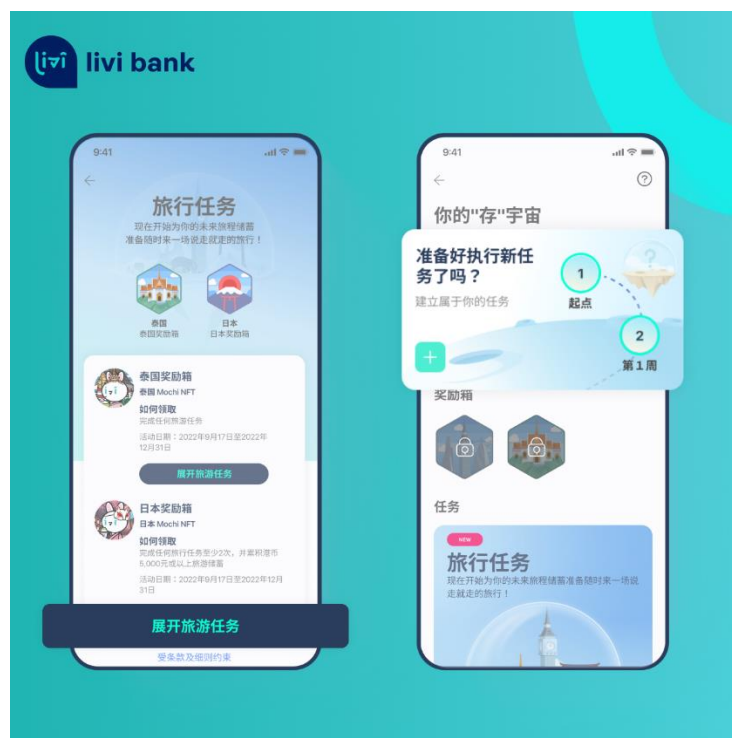 livi
livi bank
9:41
旅行任务
现在开始为你的未来旅程储蓄
准备随时来一场说走就走的旅行！
泰国
泰国奖励箱
日本
日本奖励箱
livi
泰国奖励箱
泰国 Mochi NFT
如何领取
完成任何旅游任务
活动日期：2022年9月17日至2022年
12月31日
展开旅游任务
日本奖励箱
日本 Mochi NFT
如何领取
完成任何旅行任务至少2次，并累积港币
5,000元或以上旅游储蓄
活动日期：2022年9月17日至2022年12月
31日
展开旅游任务
受条款及细则约束
9:41
?
你的"存"宇宙
准备好执行新任
务了吗？
建立属于你的任务
1
起点
?
2
第1周
+
奖励箱
任务
NEW
旅行任务
现在开始为你的未来旅程储蓄准备随时来一场说
走就走的旅行！